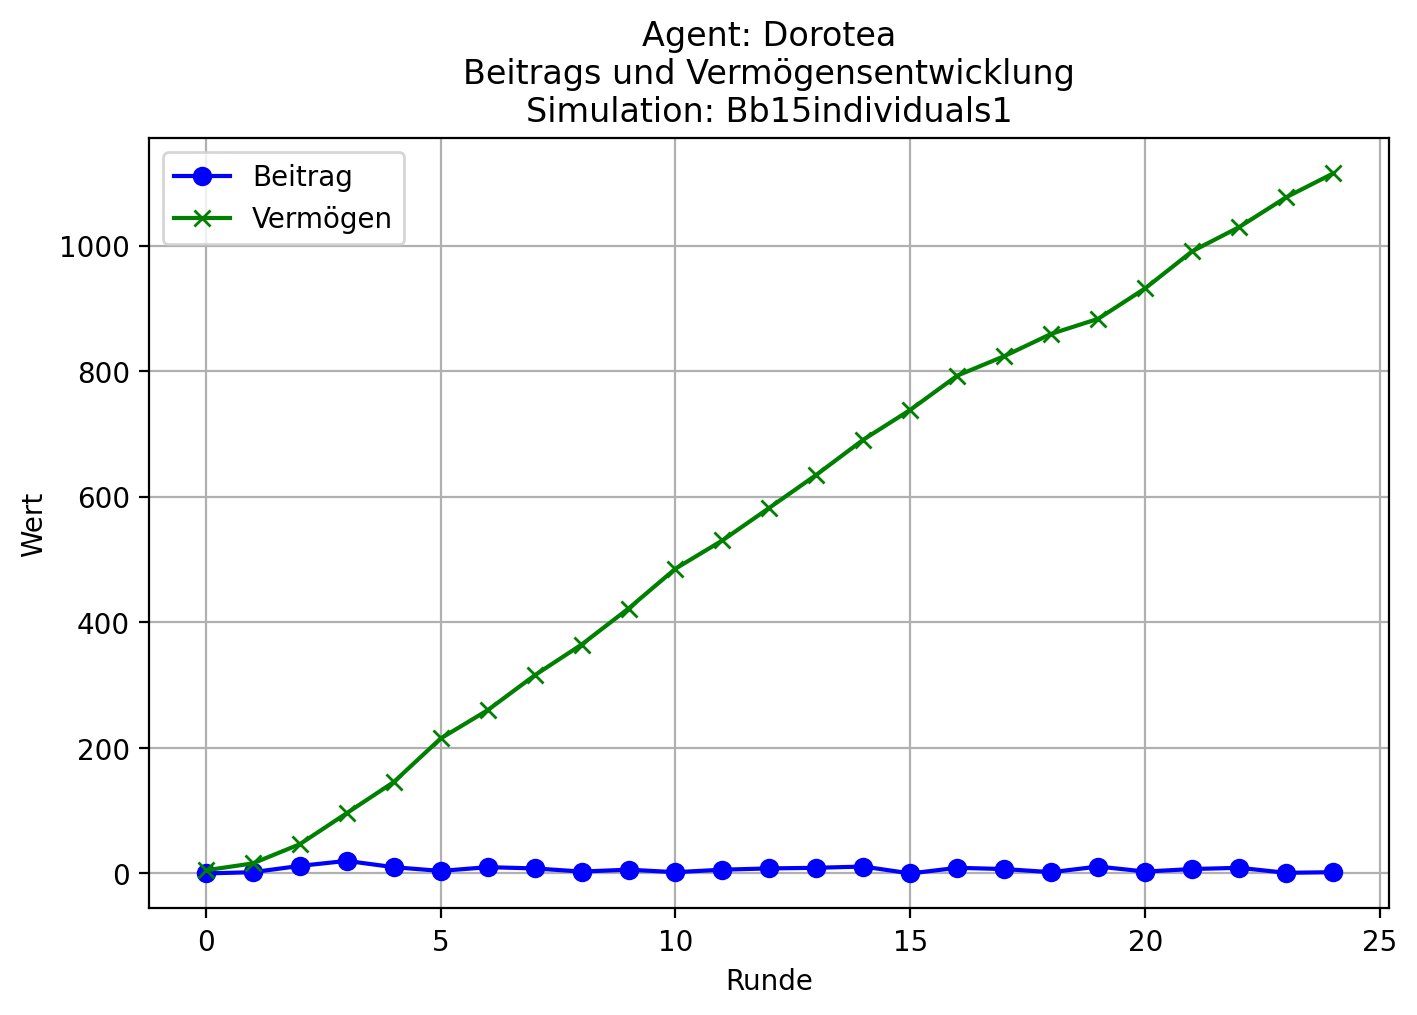 Agent: Dorotea
Beitrags und Vermögensentwicklung
Simulation: Bb15individuals1
Beitrag
Vermögen
1000
800
600
400
200
0
Wert
0 5 10 15 20 25
Runde